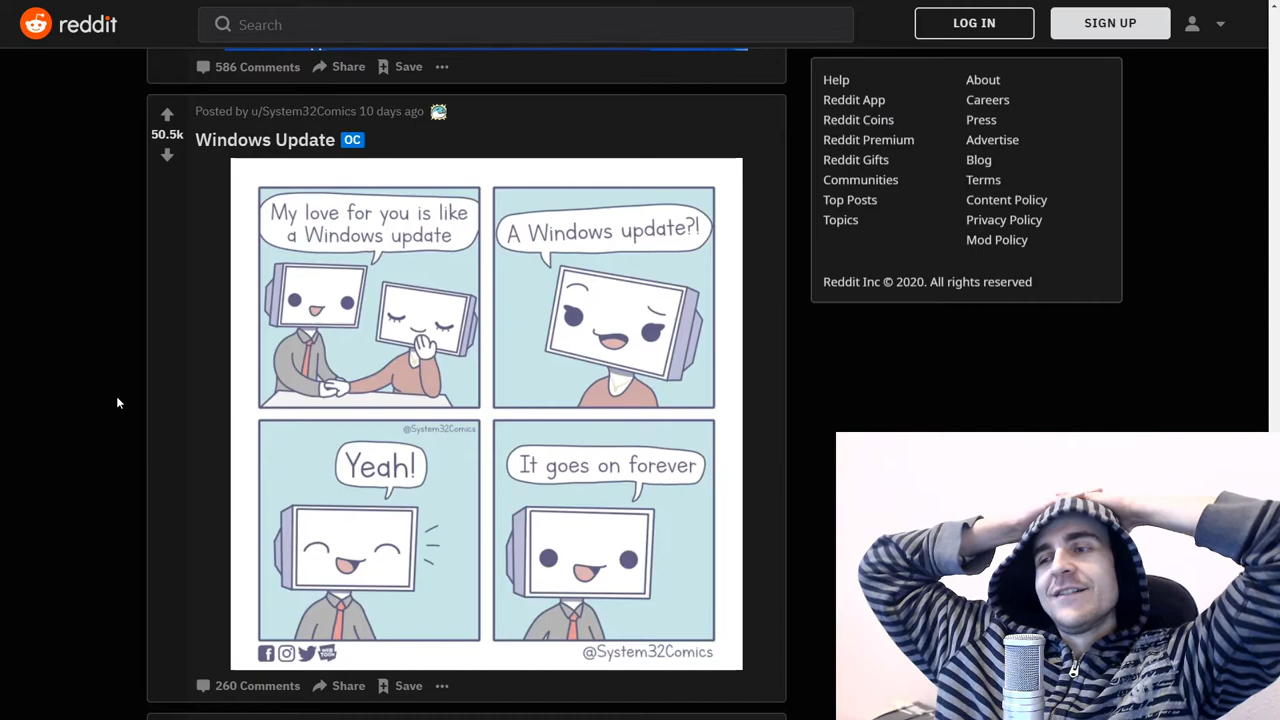 reddit
Search
LOG IN
SIGN UP
586 Comments
Share
Save
Posted by u/System32Comics 10 days ago
50.5k
Windows Update OC
My love for you is like
a Windows update
A Windows update?!
@System32Comics
Yeah!
It goes on forever
WEB
TOON
@System32Comics
260 Comments
Share
Save
Help
About
Reddit App
Careers
Reddit Coins
Press
Reddit Premium
Advertise
Reddit Gifts
Blog
Communities
Terms
Top Posts
Content Policy
Topics
Privacy Policy
Mod Policy
Reddit Inc © 2020. All rights reserved